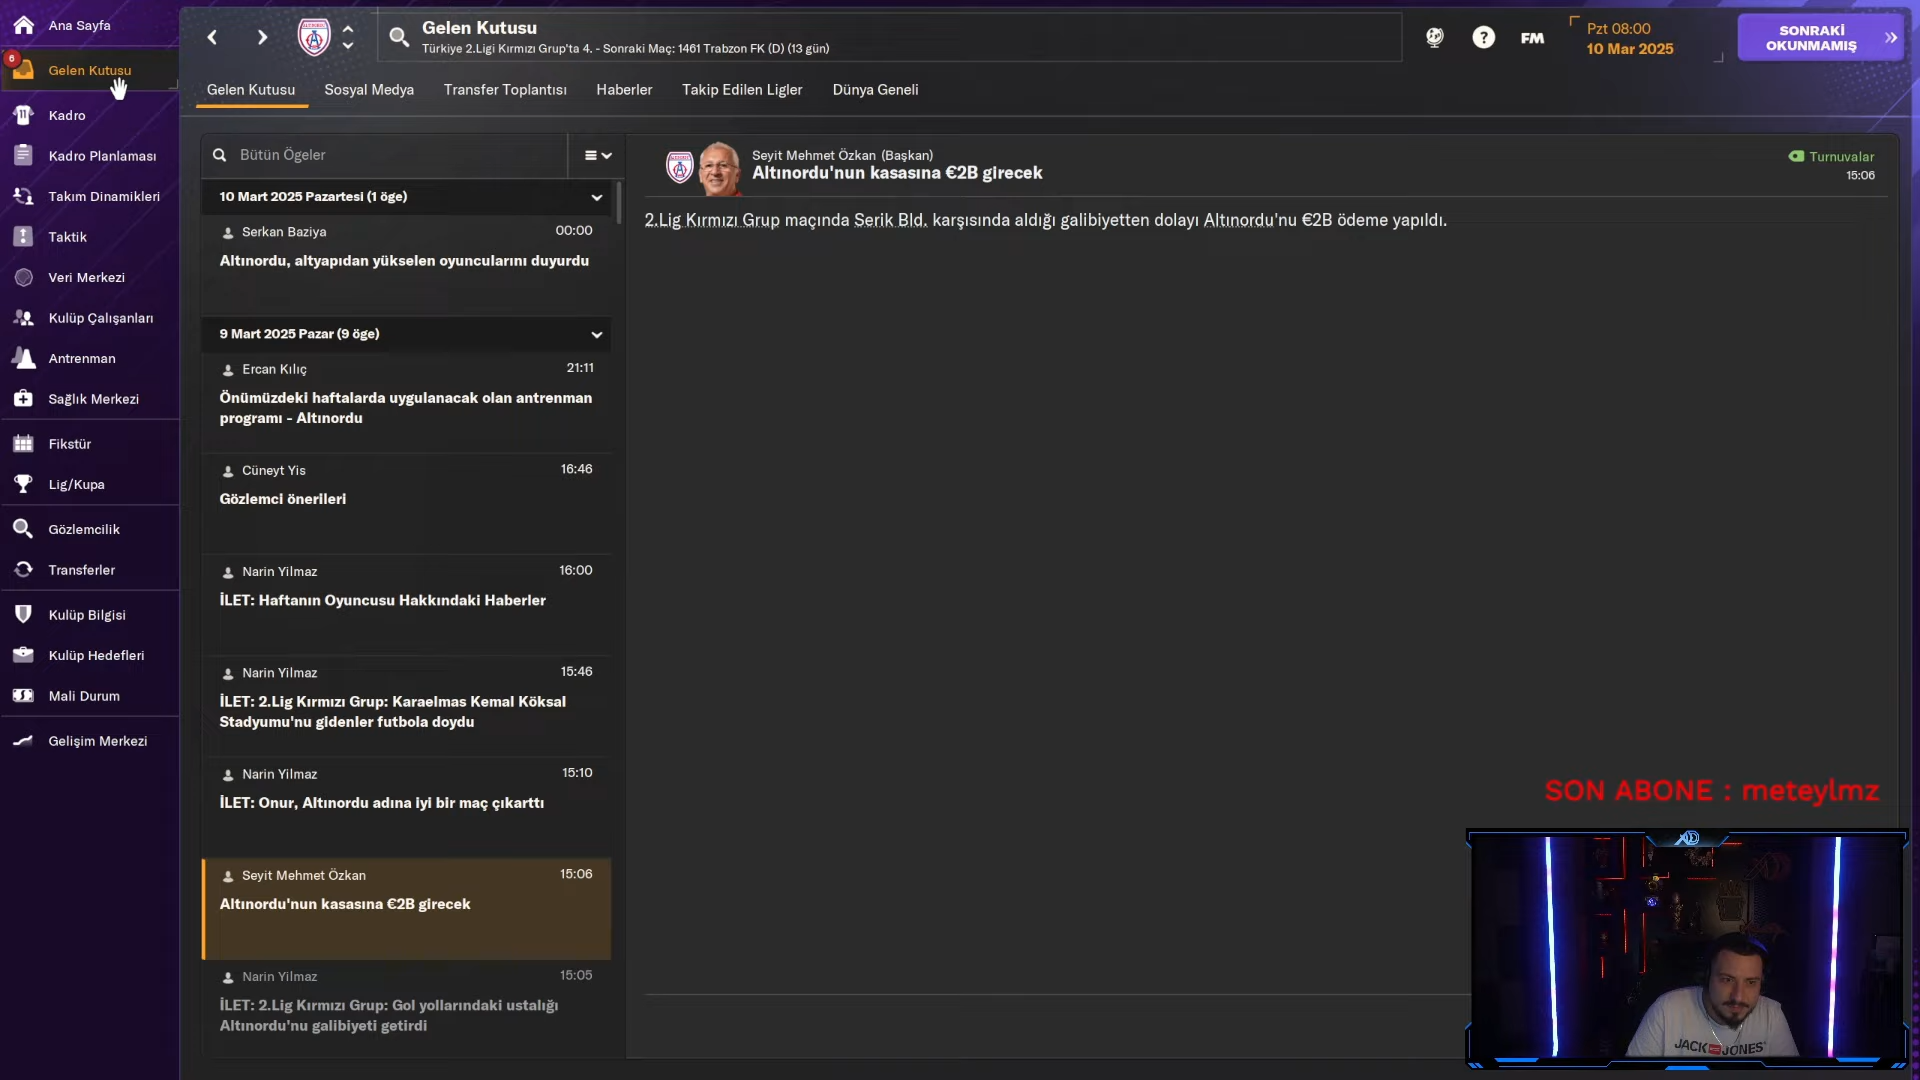 Ana Sayfa
6
Gelen Kutusu
Kadro
Kadro Planlaması
Takım Dinamikleri
Taktik
Veri Merkezi
Kulüp Çalışanları
Antrenman
Sağlık Merkezi
Fikstür
Lig/Kupa
Gözlemcilik
Transferler
Kulüp Bilgisi
Kulüp Hedefleri
Mali Durum
Gelişim Merkezi
Gelen Kutusu
Türkiye 2.Ligi Kırmızı Grup'ta 4. - Sonraki Maç: 1461 Trabzon FK (D) (13 gün)
?
FM
Pzt 08:00
10 Mar 2025
SONRAKİ
OKUNMAMIŞ
Gelen Kutusu
Sosyal Medya
Transfer Toplantısı
Haberler
Takip Edilen Ligler
Dünya Geneli
Bütün Ögeler
10 Mart 2025 Pazartesi (1 öge)
Serkan Baziya
00:00
Altınordu, altyapıdan yükselen oyuncularını duyurdu
9 Mart 2025 Pazar (9 öge)
Ercan Kılıç
21:11
Önümüzdeki haftalarda uygulanacak olan antrenman
programı - Altınordu
Cüneyt Yis
16:46
Gözlemci önerileri
Narin Yilmaz
16:00
İLET: Haftanın Oyuncusu Hakkındaki Haberler
Narin Yilmaz
15:46
İLET: 2.Lig Kırmızı Grup: Karaelmas Kemal Köksal
Stadyumu'nu gidenler futbola doydu
Narin Yilmaz
15:10
İLET: Onur, Altınordu adına iyi bir maç çıkarttı
Seyit Mehmet Özkan
15:06
Altınordu'nun kasasına €2B girecek
Narin Yilmaz
15:05
İLET: 2.Lig Kırmızı Grup: Gol yollarındaki ustalığı
Altınordu'nu galibiyeti getirdi
Seyit Mehmet Özkan (Başkan)
Altınordu'nun kasasına €2B girecek
Turnuvalar
15:06
2.Lig Kırmızı Grup maçında Serik Bld. karşısında aldığı galibiyetten dolayı Altınordu'nu €2B ödeme yapıldı.
SON ABONE : meteylmz
JACK JONES